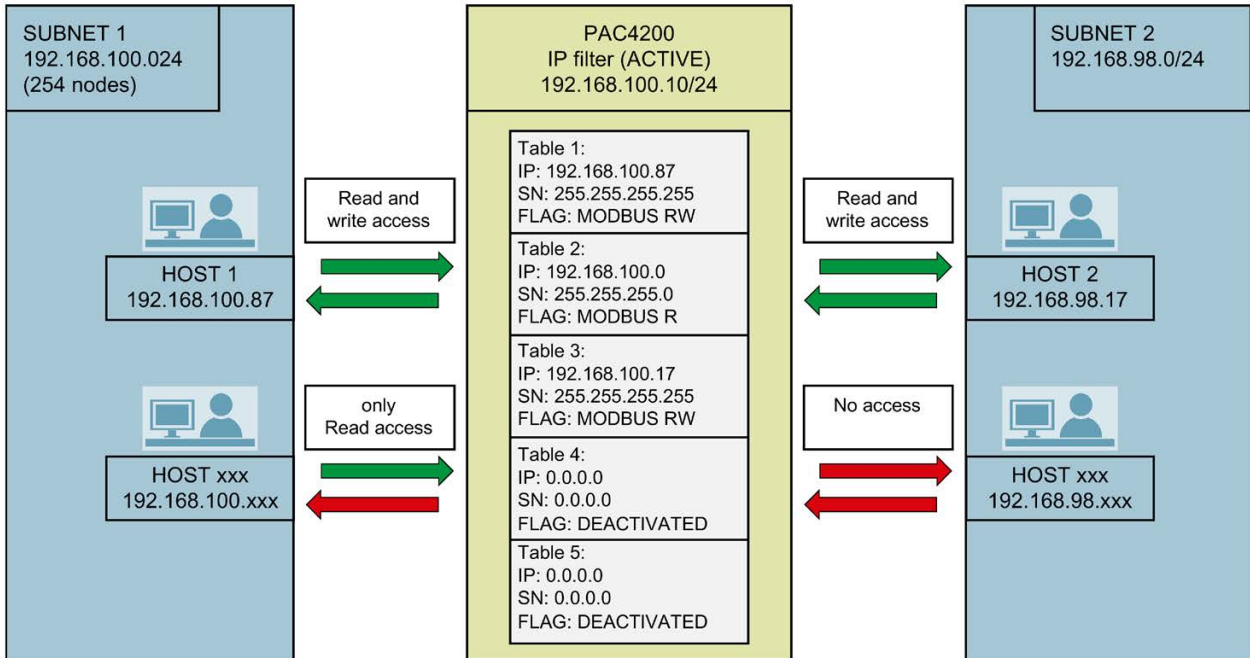 SUBNET 1
192.168.100.024
(254 nodes)
PAC4200
IP filter (ACTIVE)
192.168.100.10/24
SUBNET 2
192.168.98.0/24
Table 1:
IP: 192.168.100.87
SN: 255.255.255.255
FLAG: MODBUS RW
Table 2:
IP: 192.168.100.0
SN: 255.255.255.0
FLAG: MODBUS R
Table 3:
IP: 192.168.100.17
SN: 255.255.255.255
FLAG: MODBUS RW
Table 4:
IP: 0.0.0.0
SN: 0.0.0.0
FLAG: DEACTIVATED
Table 5:
IP: 0.0.0.0
SN: 0.0.0.0
FLAG: DEACTIVATED
Read and
write access
HOST 1
192.168.100.87
only
Read access
HOST xxx
192.168.100.xxx
Read and
write access
HOST 2
192.168.98.17
No access
HOST xxx
192.168.98.xxx